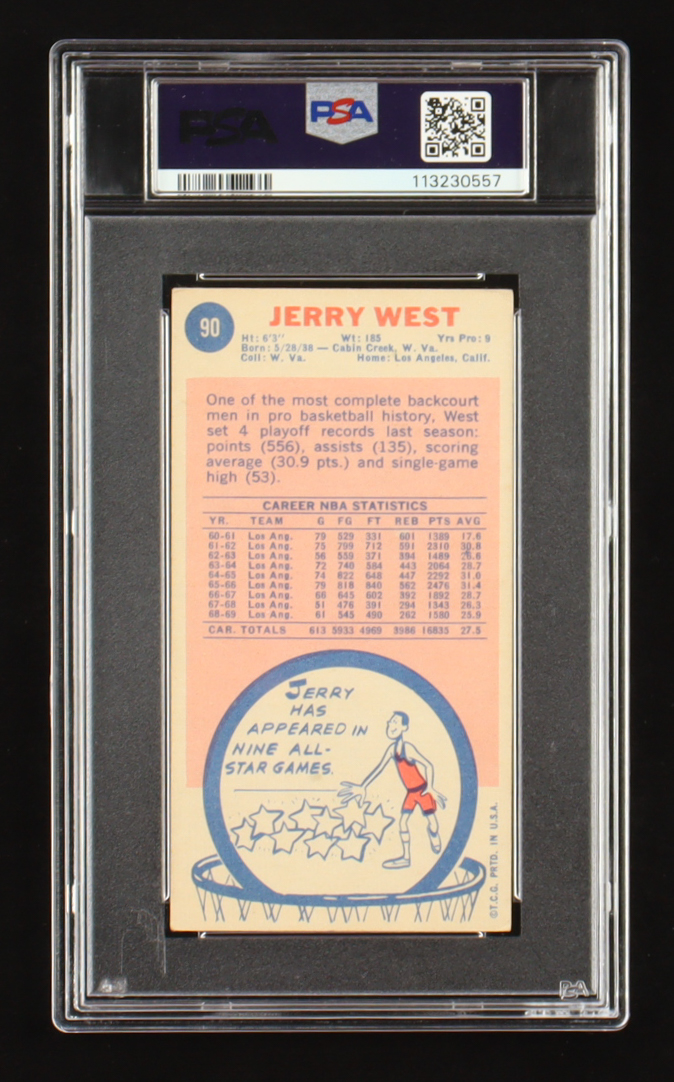 PSA
PSA
113230557
90
JERRY WEST
Ht: 6'3" Wt: 185 Yrs Pro: 9
Born: 5/28/38 — Cabin Creek, W. Va.
Coll: W. Va. Home: Los Angeles, Calif.
One of the most complete backcourt
men in pro basketball history, West
set 4 playoff records last season:
points (556), assists (135), scoring
average (30.9 pts.) and single-game
high (53).
CAREER NBA STATISTICS
YR. TEAM G FG FT REB PTS AVG
60-61 Los Ang. 79 529 331 601 1389 17.6
61-62 Los Ang. 75 799 712 591 2310 30.8
62-63 Los Ang. 56 559 371 394 1489 26.6
63-64 Los Ang. 72 740 584 443 2064 28.7
64-65 Los Ang. 74 822 648 447 2292 31.0
65-66 Los Ang. 79 818 840 562 2476 31.4
66-67 Los Ang. 66 645 602 392 1892 28.7
67-68 Los Ang. 51 476 391 294 1343 26.3
68-69 Los Ang. 61 545 490 262 1580 25.9
CAR. TOTALS 613 5933 4969 3986 16835 27.5
JERRY
HAS
APPEARED IN
NINE ALL-
STAR GAMES.
©T.C.G. PRTD. IN U.S.A.
PSA